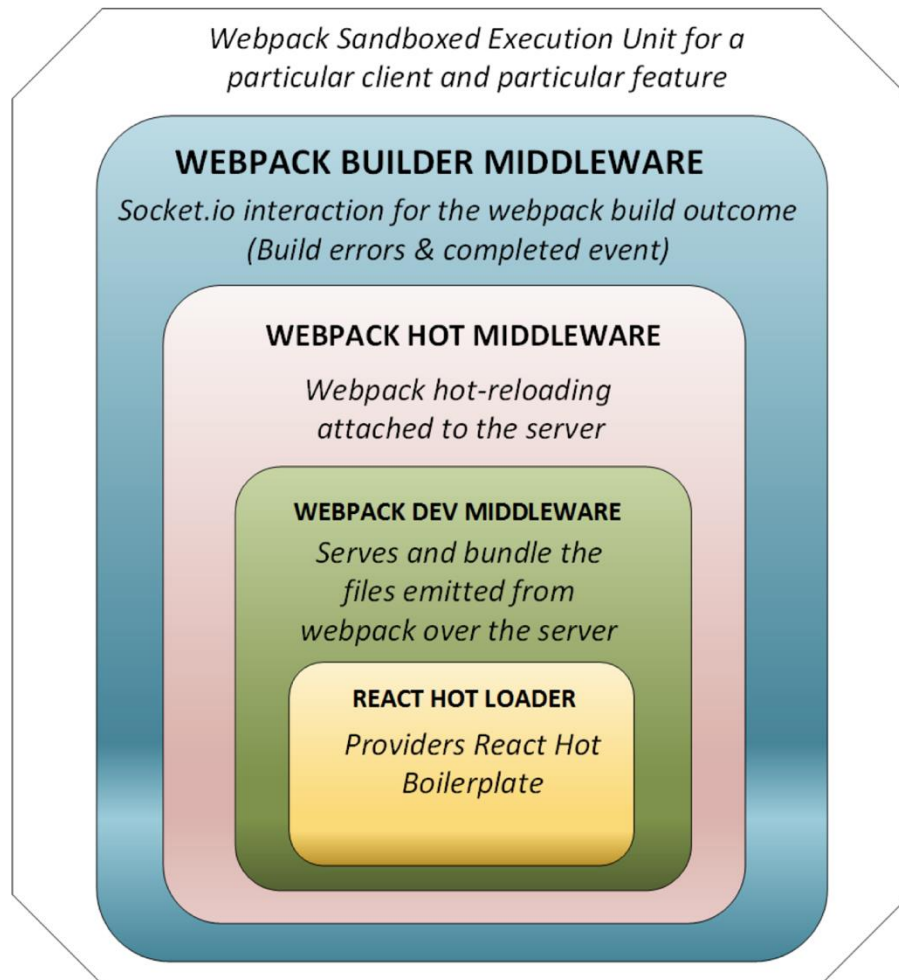 Webpack Sandboxed Execution Unit for a
particular client and particular feature
WEBPACK BUILDER MIDDLEWARE
Socket.io interaction for the webpack build outcome
(Build errors & completed event)
WEBPACK HOT MIDDLEWARE
Webpack hot-reloading
attached to the server
WEBPACK DEV MIDDLEWARE
Serves and bundle the
files emitted from
webpack over the server
REACT HOT LOADER
Providers React Hot
Boilerplate